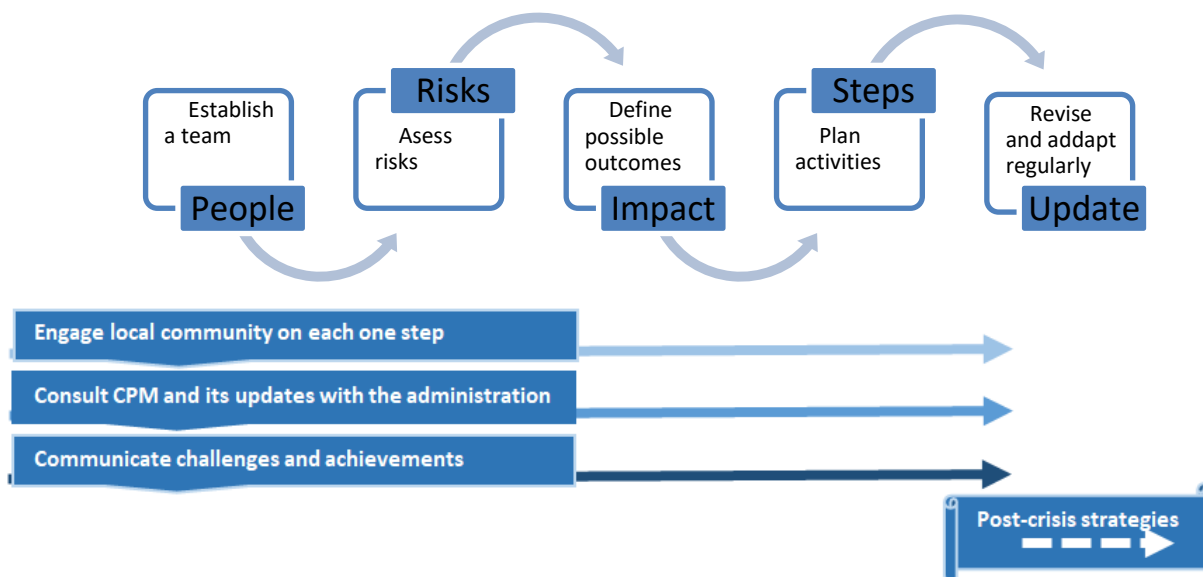 Establish
a team
People
Risks
Asess
risks
Define
possible
outcomes
Impact
Steps
Plan
activities
Revise
and addapt
regularly
Update
Engage local community on each one step
Consult CPM and its updates with the administration
Communicate challenges and achievements
Post-crisis strategies